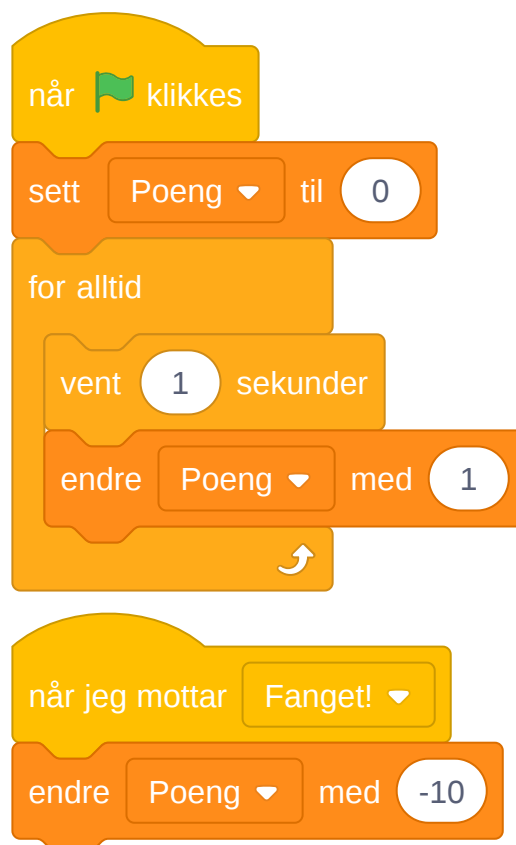 når klikkes
sett Poeng til 0
for alltid
vent 1 sekunder
endre Poeng med 1
når jeg mottar Fanget!
endre Poeng med -10